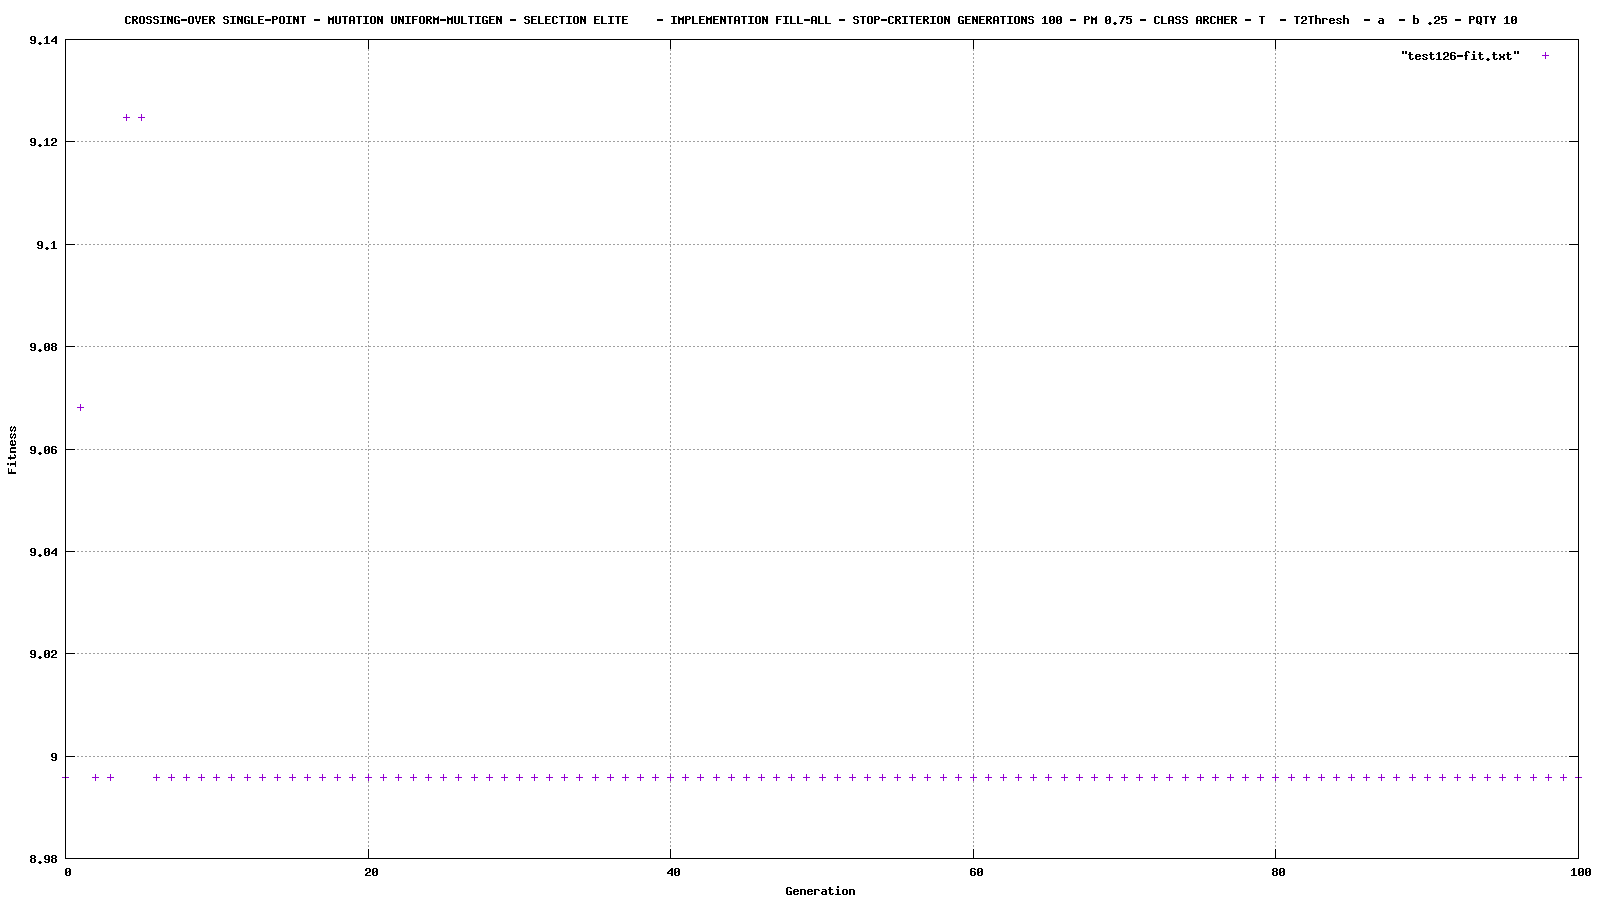 CROSSING-OVER SINGLE-POINT - MUTATION UNIFORM-MULTIGEN - SELECTION ELITE    - IMPLEMENTATION FILL-ALL - STOP-CRITERION GENERATIONS 100 - PM 0.75 - CLASS ARCHER - T  - T2Thresh  - a  - b .25 - PQTY 10
"test126-fit.txt"
9.14
9.12
9.1
9.08
9.06
9.04
9.02
9
8.98
Fitness
0 20 40 60 80 100
Generation